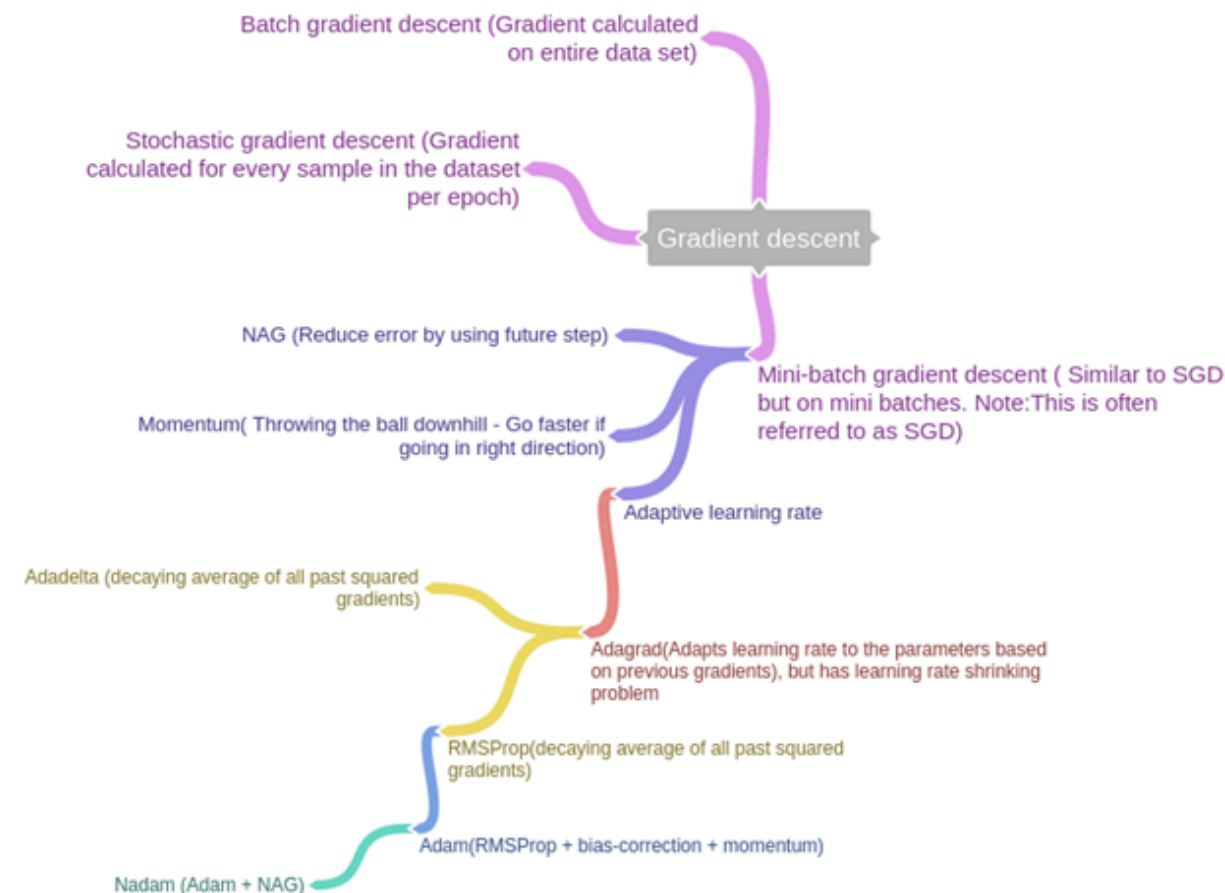 Batch gradient descent (Gradient calculated
on entire data set)
Stochastic gradient descent (Gradient
calculated for every sample in the dataset
per epoch)
Gradient descent
NAG (Reduce error by using future step)
Mini-batch gradient descent ( Similar to SGD
but on mini batches. Note:This is often
referred to as SGD)
Momentum( Throwing the ball downhill - Go faster if
going in right direction)
Adaptive learning rate
Adadelta (decaying average of all past squared
gradients)
Adagrad(Adapts learning rate to the parameters based
on previous gradients), but has learning rate shrinking
problem
RMSProp(decaying average of all past squared
gradients)
Adam(RMSProp + bias-correction + momentum)
Nadam (Adam + NAG)